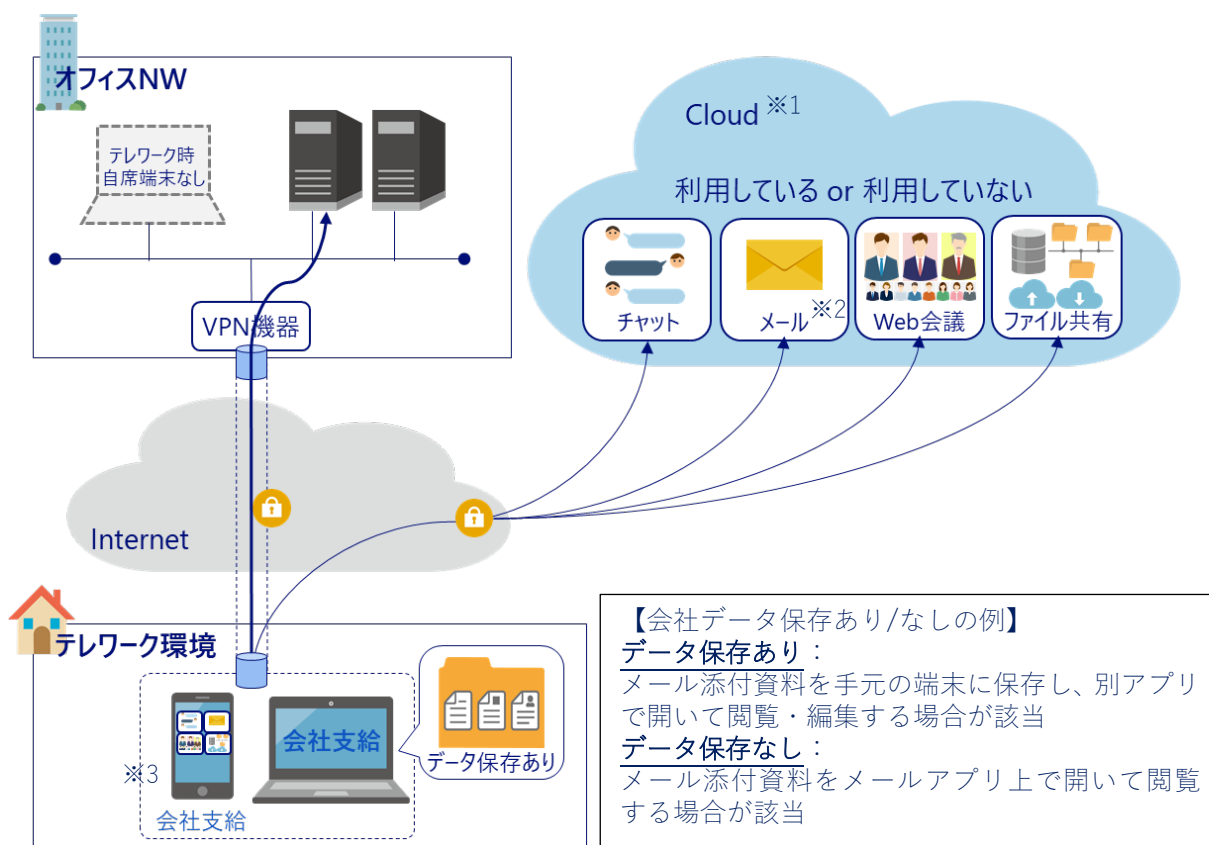 オフィスNW
テレワーク時
自席端末なし
VPN機器
Cloud ※1
利用している or 利用していない
チャット
メール※2
Web会議
ファイル共有
Internet
テレワーク環境
会社支給
データ保存あり
※3
会社支給
【会社データ保存あり/なしの例】
データ保存あり：
メール添付資料を手元の端末に保存し、別アプリ
で開いて閲覧・編集する場合が該当
データ保存なし：
メール添付資料をメールアプリ上で開いて閲覧
する場合が該当